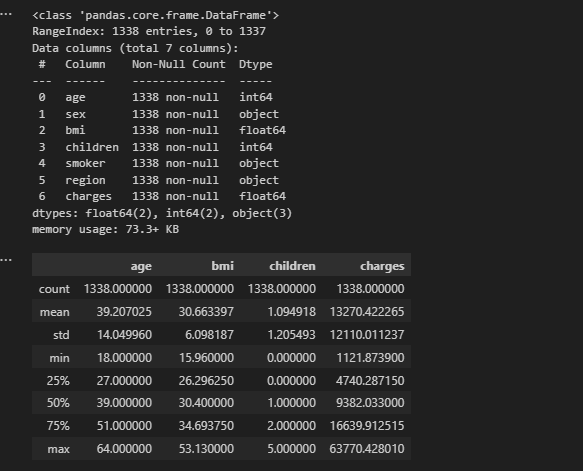 <class 'pandas.core.frame.DataFrame'>
RangeIndex: 1338 entries, 0 to 1337
Data columns (total 7 columns):
 #   Column    Non-Null Count  Dtype
---  ------    --------------  -----
 0   age       1338 non-null   int64
 1   sex       1338 non-null   object
 2   bmi       1338 non-null   float64
 3   children  1338 non-null   int64
 4   smoker    1338 non-null   object
 5   region    1338 non-null   object
 6   charges   1338 non-null   float64
dtypes: float64(2), int64(2), object(3)
memory usage: 73.3+ KB
age bmi children charges
count 1338.000000 1338.000000 1338.000000 1338.000000
mean 39.207025 30.663397 1.094918 13270.422265
std 14.049960 6.098187 1.205493 12110.011237
min 18.000000 15.960000 0.000000 1121.873900
25% 27.000000 26.296250 0.000000 4740.287150
50% 39.000000 30.400000 1.000000 9382.033000
75% 51.000000 34.693750 2.000000 16639.912515
max 64.000000 53.130000 5.000000 63770.428010